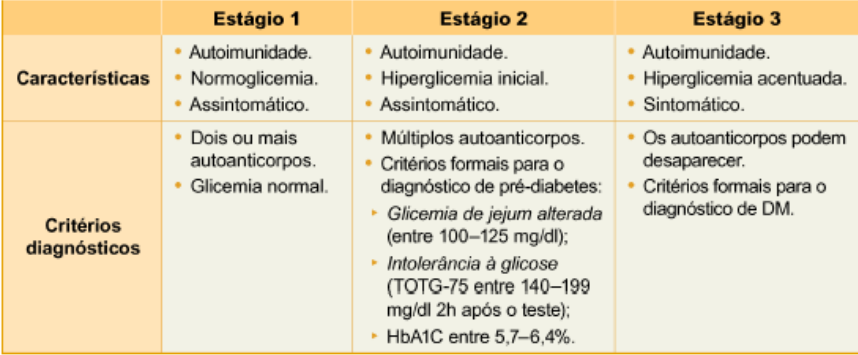 Estágio 1
Estágio 2
Estágio 3
Características
• Autoimunidade.
• Normoglicemia.
• Assintomático.
• Autoimunidade.
• Hiperglicemia inicial.
• Assintomático.
• Autoimunidade.
• Hiperglicemia acentuada.
• Sintomático.
Critérios
diagnósticos
• Dois ou mais
autoanticorpos.
• Glicemia normal.
• Múltiplos autoanticorpos.
• Critérios formais para o
diagnóstico de pré-diabetes:
▸ Glicemia de jejum alterada
(entre 100–125 mg/dl);
▸ Intolerância à glicose
(TOTG-75 entre 140–199
mg/dl 2h após o teste);
▸ HbA1C entre 5,7–6,4%.
• Os autoanticorpos podem
desaparecer.
• Critérios formais para o
diagnóstico de DM.